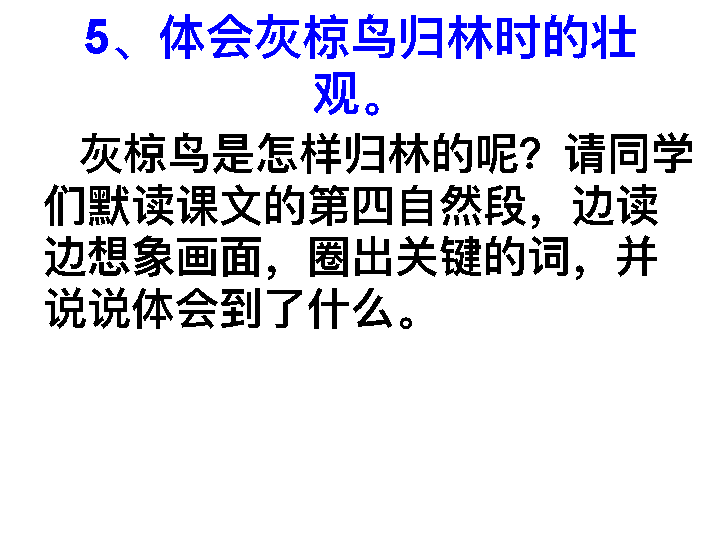 5、体会灰椋鸟归林时的壮
观。
灰椋鸟是怎样归林的呢？请同学
们默读课文的第四自然段，边读
边想象画面，圈出关键的词，并
说说体会到了什么。